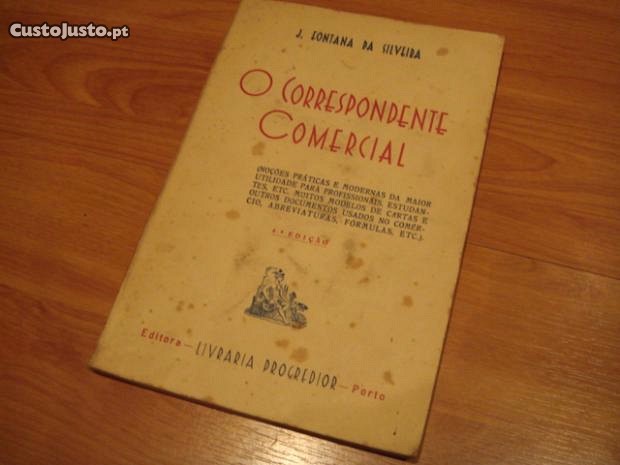 CustoJusto.pt
J. FONTANA DA SILVEIRA
O CORRESPONDENTE
COMERCIAL
(NOÇÕES PRÁTICAS E MODERNAS DA MAIOR
UTILIDADE PARA PROFISSIONAIS, ESTUDAN-
TES, ETC. MUITOS MODELOS DE CARTAS E
OUTROS DOCUMENTOS USADOS NO COMÉR-
CIO, ABREVIATURAS, FÓRMULAS, ETC.).
4.ª EDIÇÃO
Editora — LIVRARIA PROGREDIOR — Porto